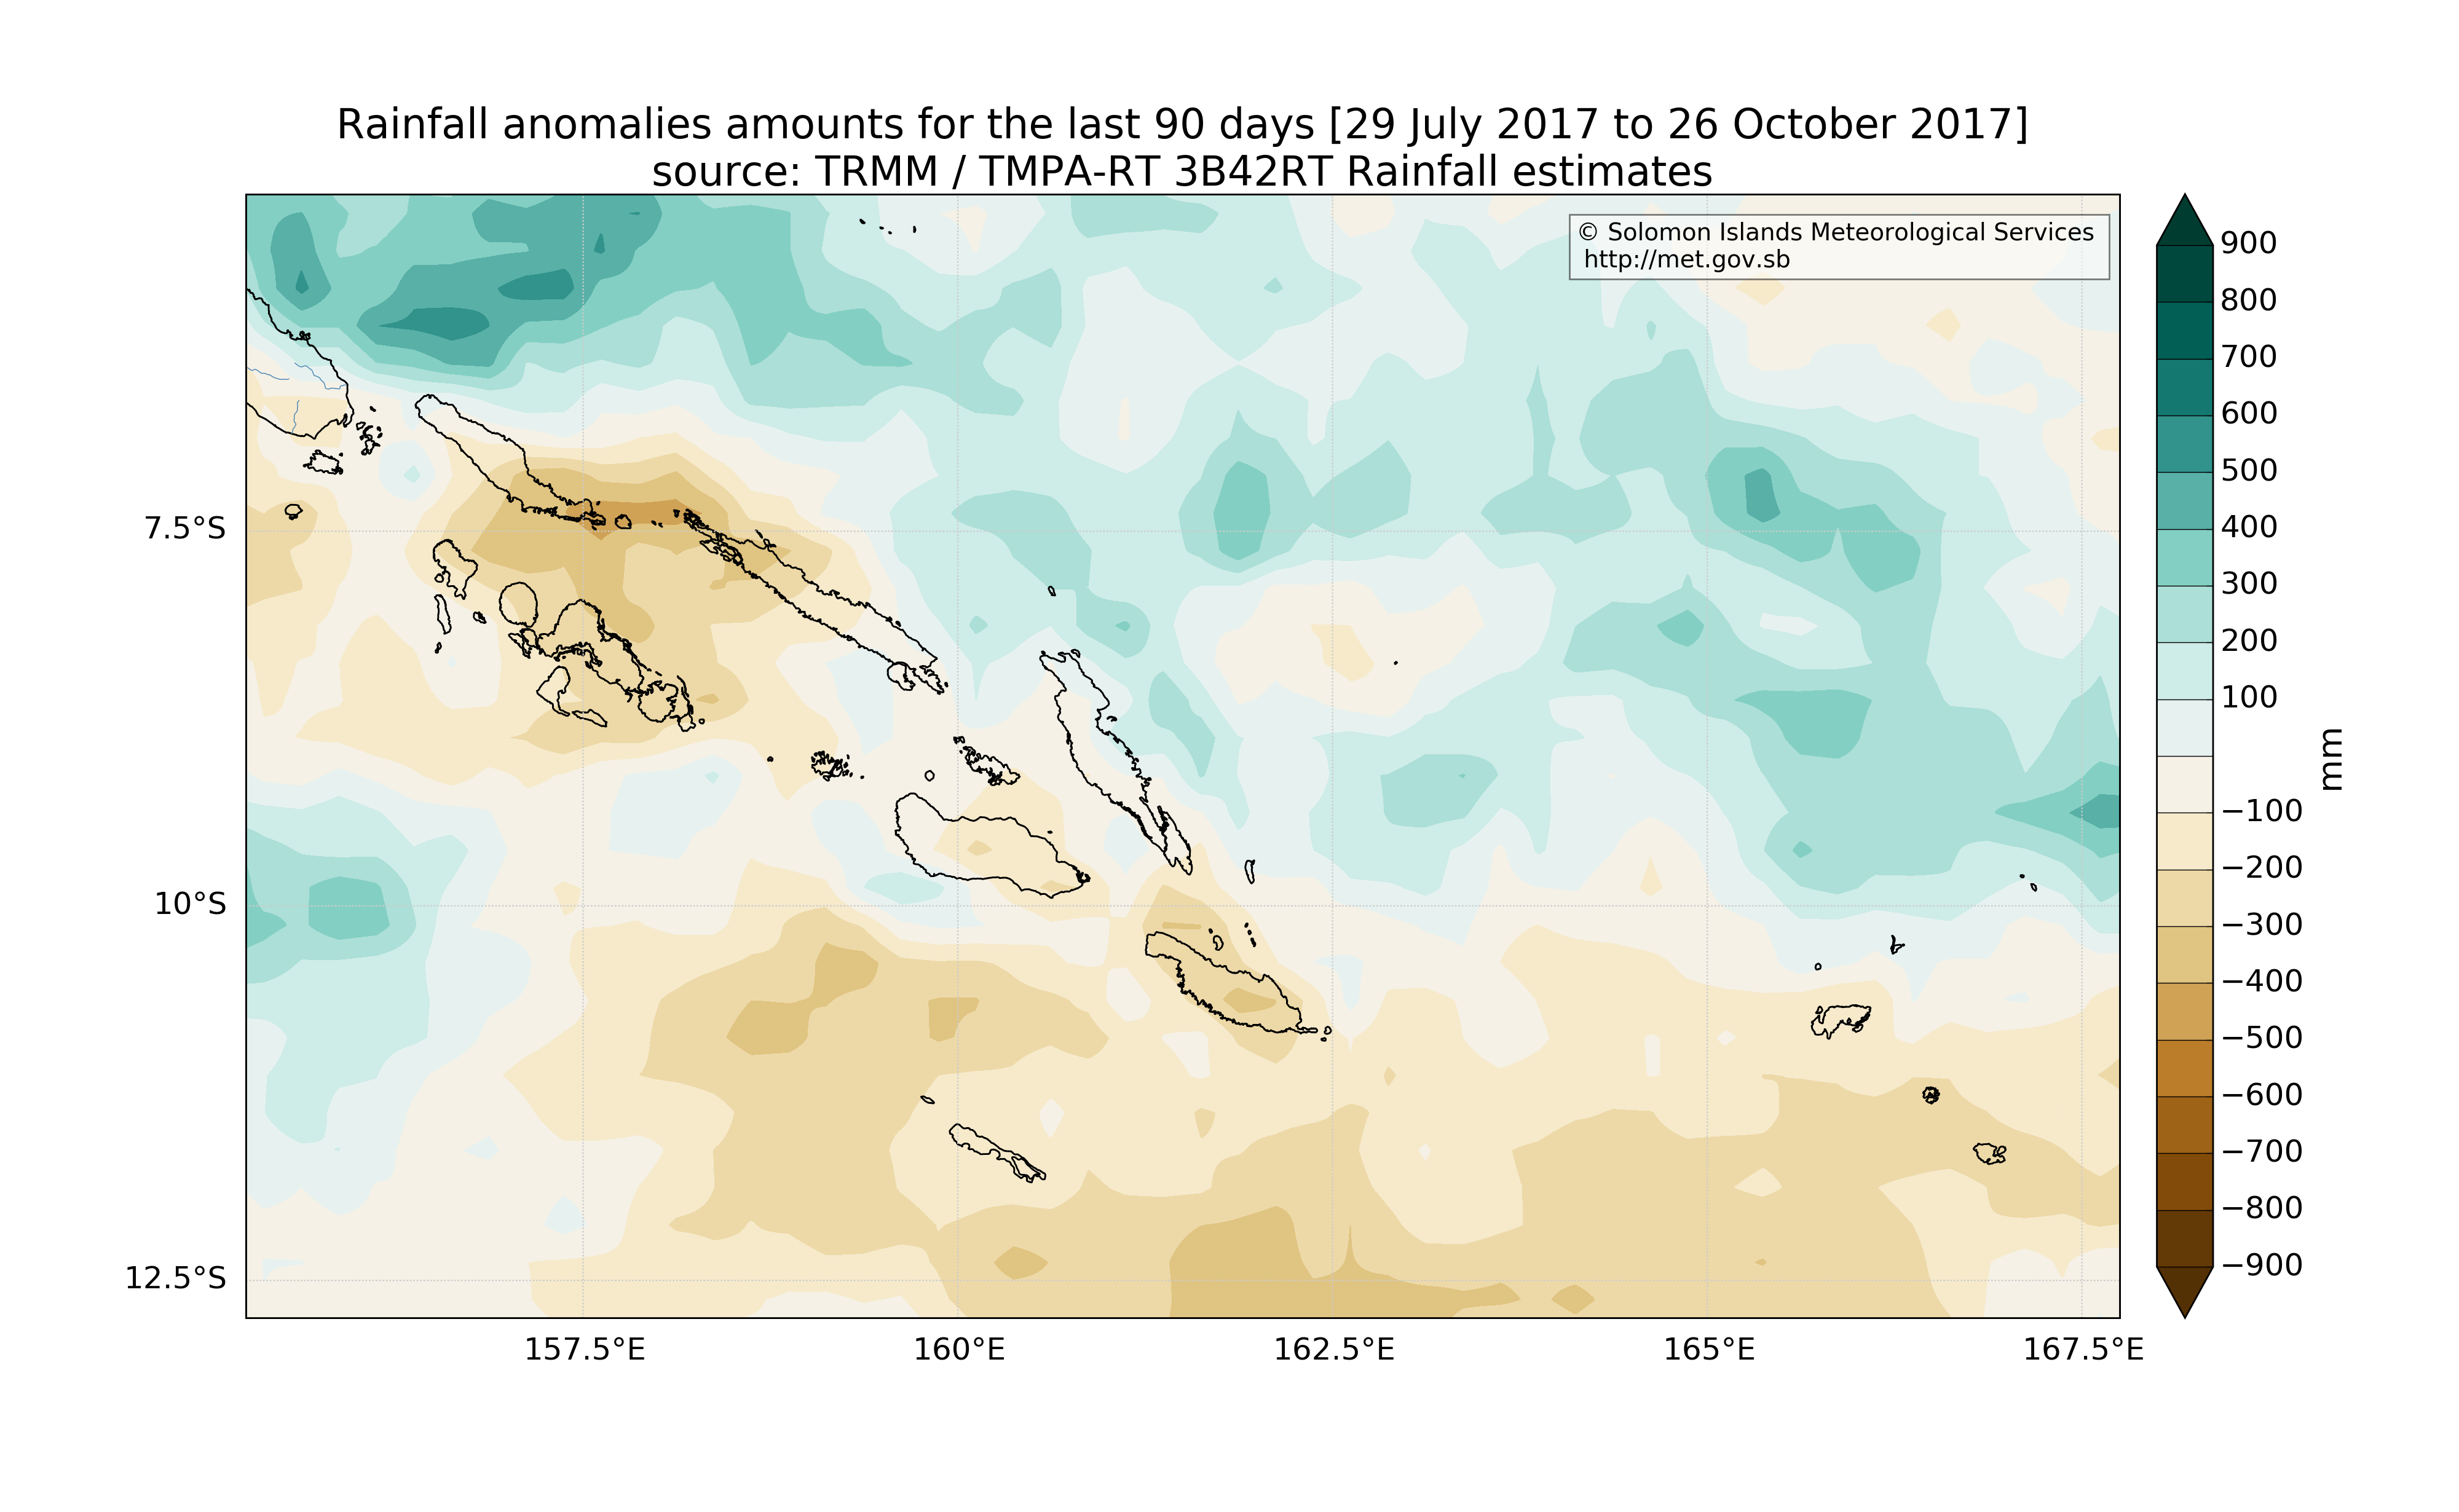 Rainfall anomalies amounts for the last 90 days [29 July 2017 to 26 October 2017]
source: TRMM / TMPA-RT 3B42RT Rainfall estimates
© Solomon Islands Meteorological Services
http://met.gov.sb
7.5°S
10°S
12.5°S
157.5°E
160°E
162.5°E
165°E
167.5°E
900
800
700
600
500
400
300
200
100
−100
−200
−300
−400
−500
−600
−700
−800
−900
mm